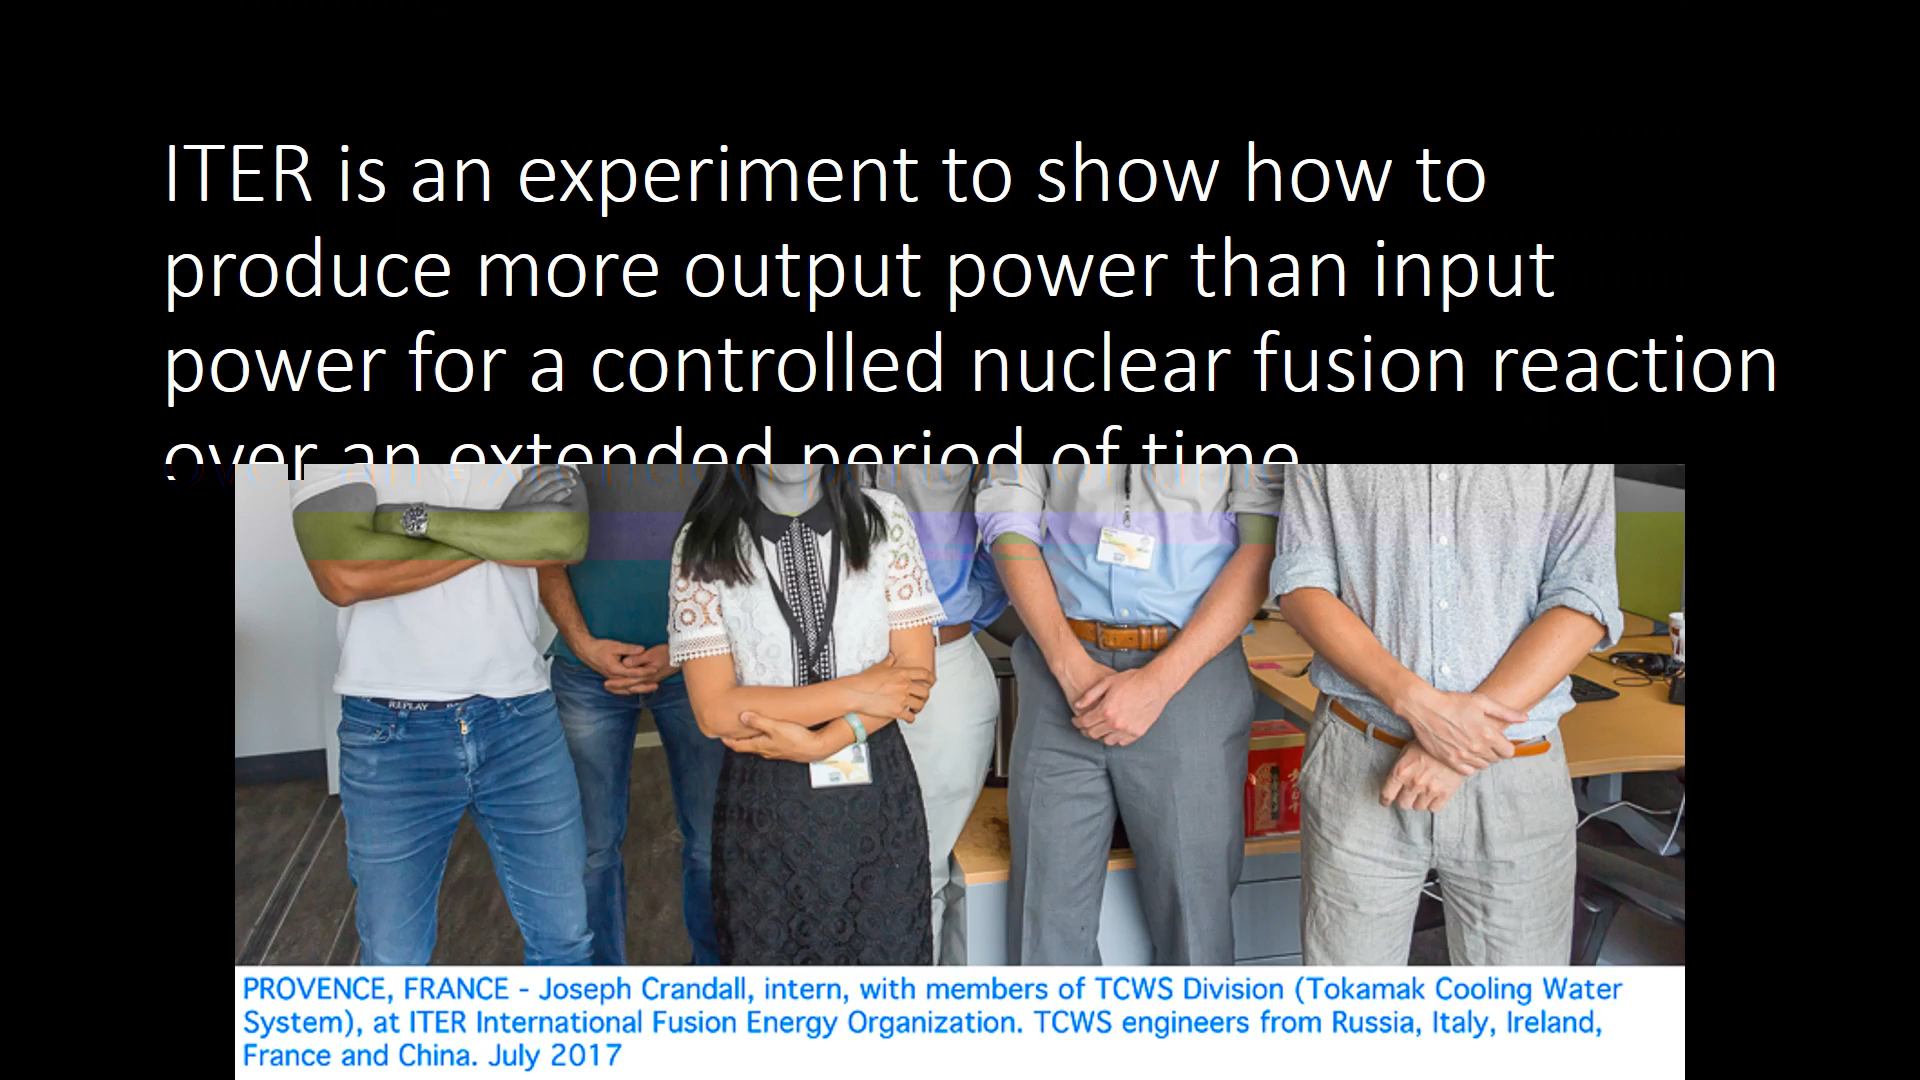 ITER is an experiment to show how to
produce more output power than input
power for a controlled nuclear fusion reaction
over an extended period of time
REPLAY
PROVENCE, FRANCE - Joseph Crandall, intern, with members of TCWS Division (Tokamak Cooling Water
System), at ITER International Fusion Energy Organization. TCWS engineers from Russia, Italy, Ireland,
France and China. July 2017